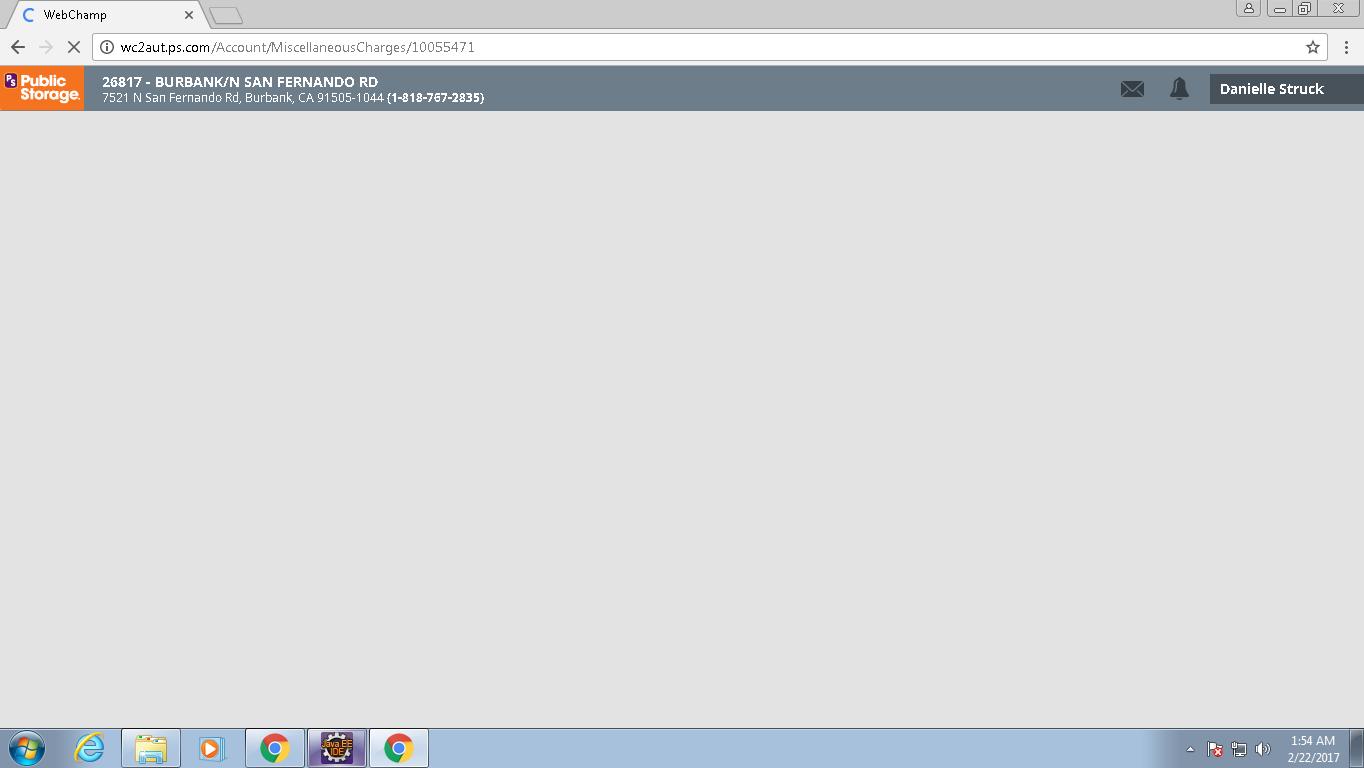 WebChamp
wc2aut.ps.com/Account/MiscellaneousCharges/10055471
PS Public Storage.
26817 - BURBANK/N SAN FERNANDO RD
7521 N San Fernando Rd, Burbank, CA 91505-1044 (1-818-767-2835)
Danielle Struck
Java EE
IDE
1:54 AM
2/22/2017